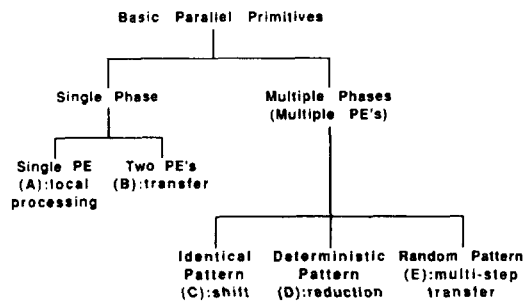 Basic Parallel Primitives
Single Phase
Multiple Phases
(Multiple PE's)
Single PE
(A):local
processing
Two PE's
(B):transfer
Identical
Pattern
(C):shift
Deterministic
Pattern
(D):reduction
Random Pattern
(E):multi-step
transfer